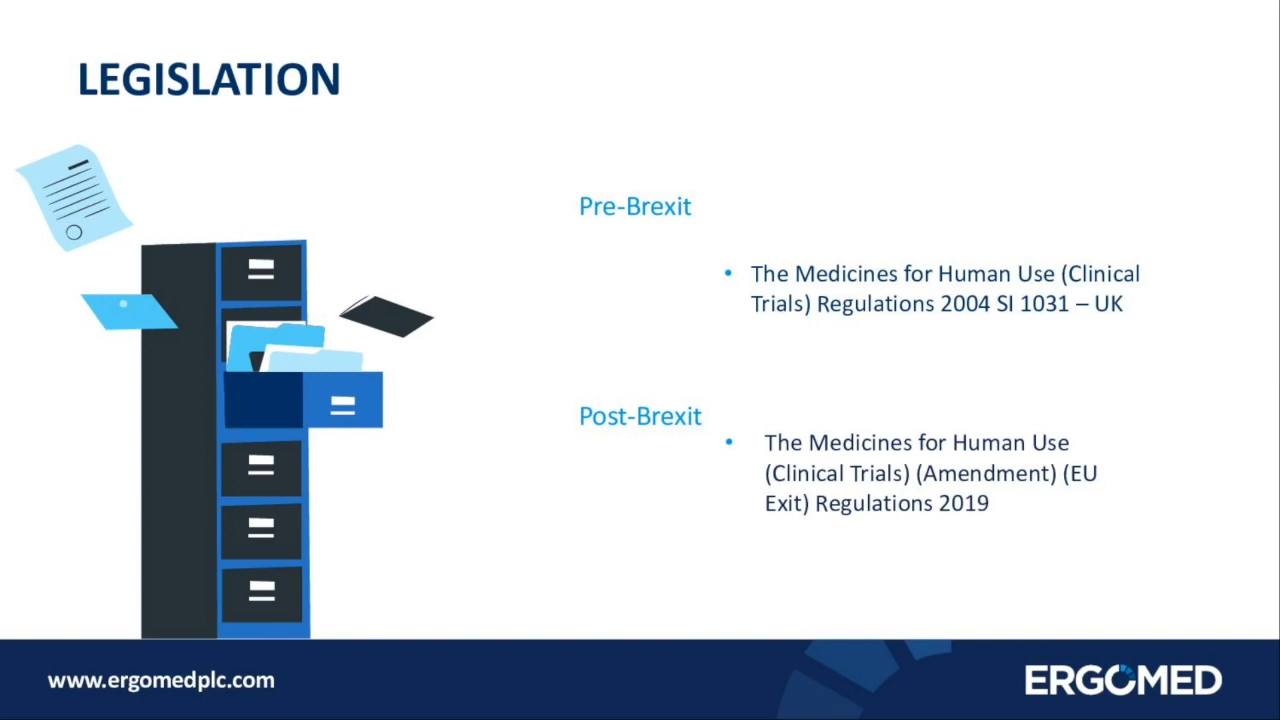 LEGISLATION
Pre-Brexit
• The Medicines for Human Use (Clinical
Trials) Regulations 2004 SI 1031 – UK
Post-Brexit
• The Medicines for Human Use
(Clinical Trials) (Amendment) (EU
Exit) Regulations 2019
www.ergomedplc.com
ERGOMED